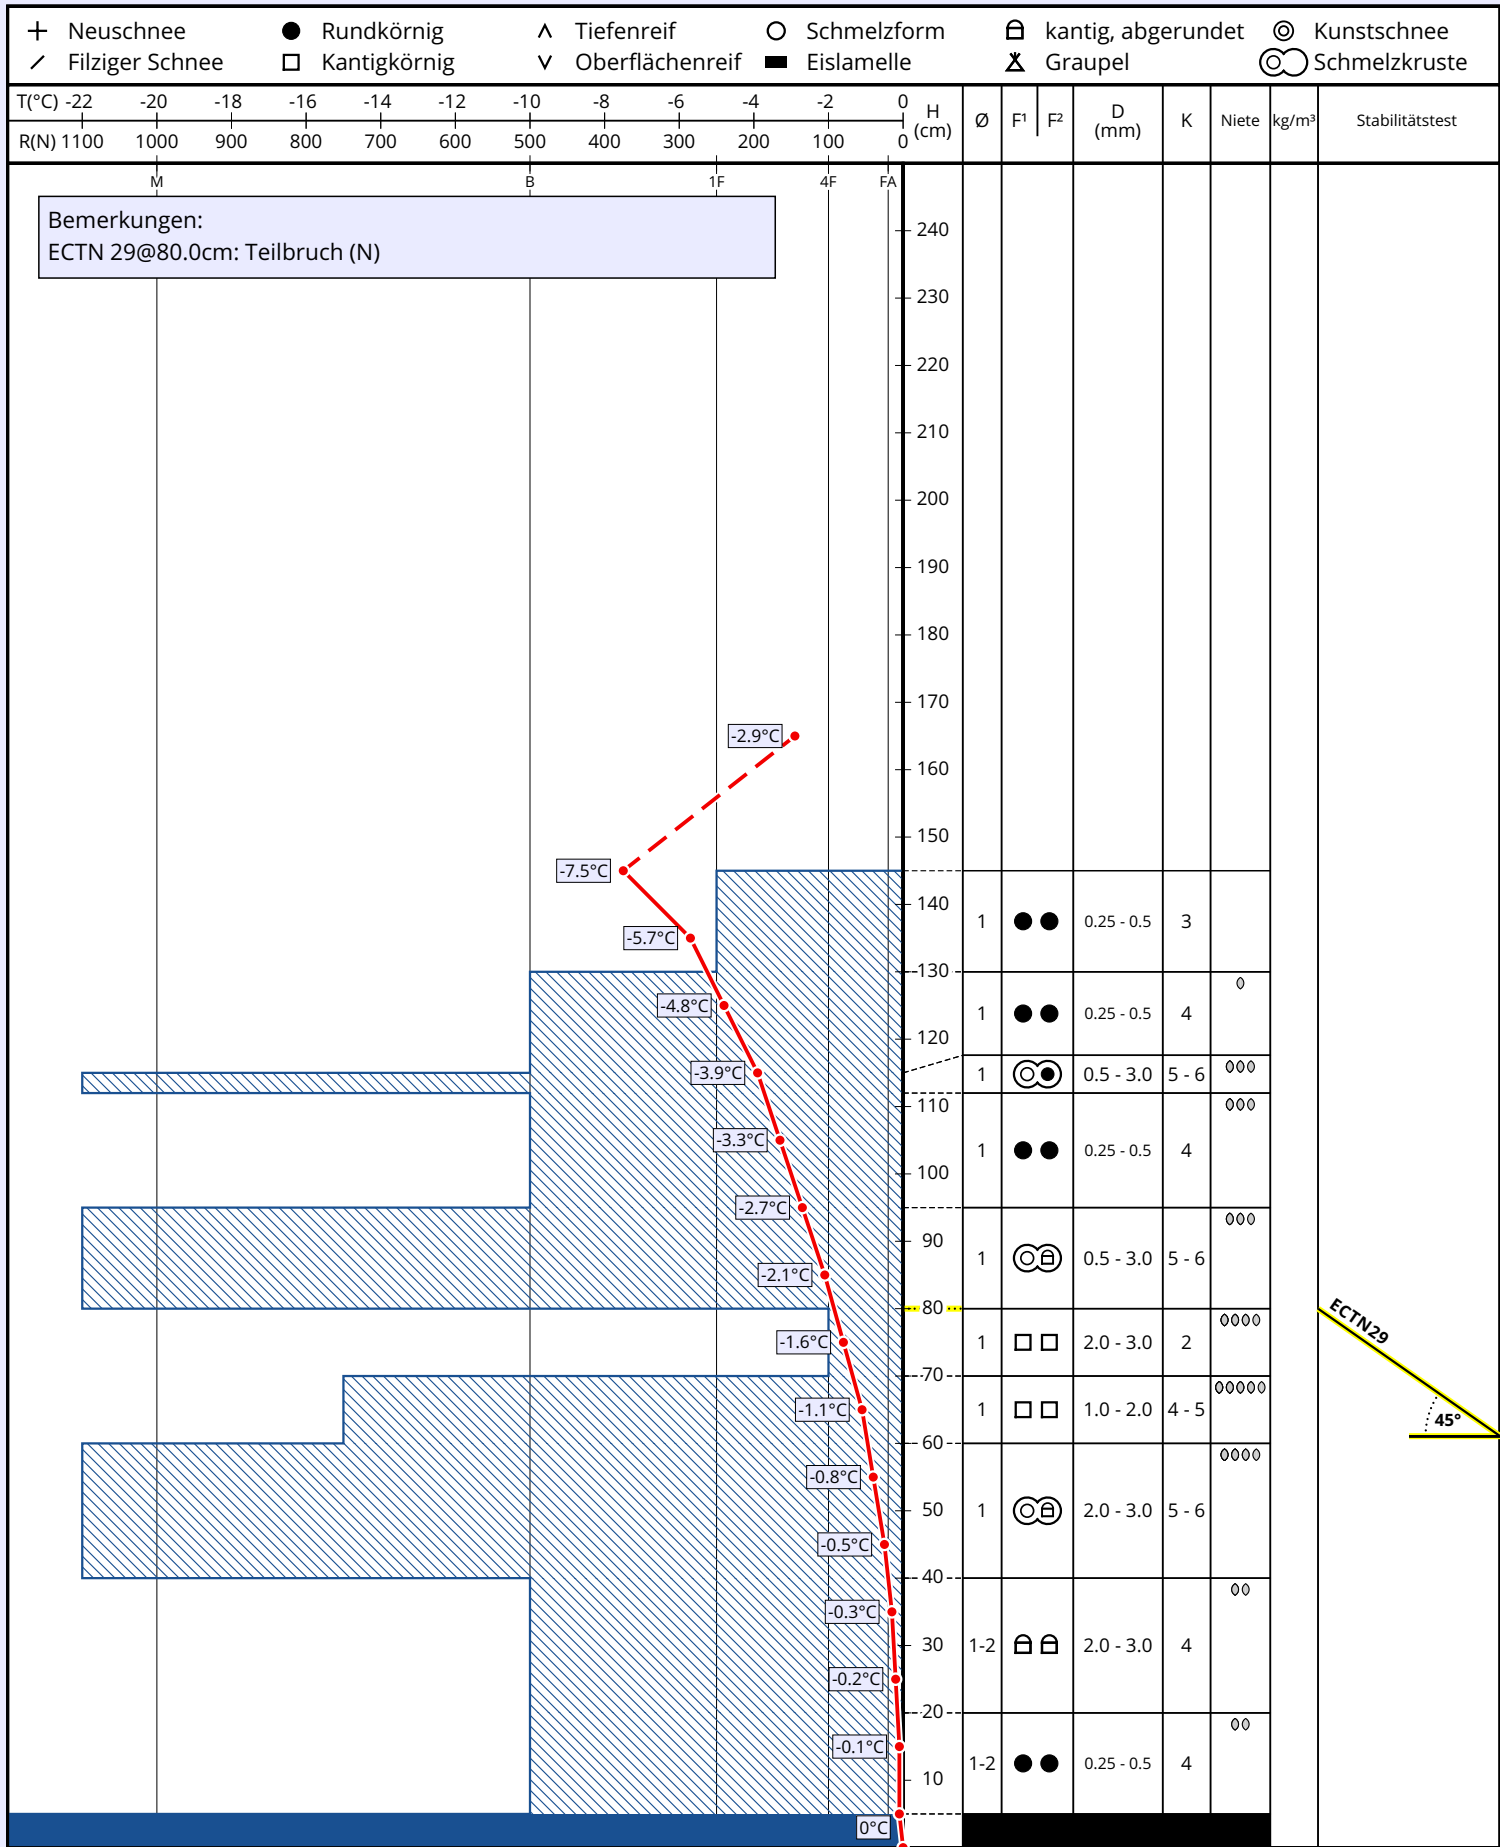 Neuschnee Rundkörnig Tiefenreif Schmelzform kantig, abgerundet Kunstschnee
Filziger Schnee Kantigkörnig Oberflächenreif Eislamelle Graupel Schmelzkruste
T(°C) -22 -20 -18 -16 -14 -12 -10 -8 -6 -4 -2 0
R(N) 1100 1000 900 800 700 600 500 400 300 200 100 0
H (cm) Ø F¹ F² D (mm) K Niete kg/m³ Stabilitätstest
M B 1F 4F FA
Bemerkungen:
ECTN 29@80.0cm: Teilbruch (N)
240
230
220
210
200
190
180
170
-2.9°C
160
150
-7.5°C
140
1 0.25 - 0.5 3
-5.7°C
130
-4.8°C
1 0.25 - 0.5 4
120
-3.9°C
1 0.5 - 3.0 5 - 6
110
-3.3°C
1 0.25 - 0.5 4
100
-2.7°C
90
1 0.5 - 3.0 5 - 6
-2.1°C
80
ECTN29
-1.6°C
1 2.0 - 3.0 2
70
-1.1°C
1 1.0 - 2.0 4 - 5
45°
60
-0.8°C
50
1 2.0 - 3.0 5 - 6
-0.5°C
40
-0.3°C
30
1-2 2.0 - 3.0 4
-0.2°C
20
-0.1°C
1-2 0.25 - 0.5 4
10
0°C